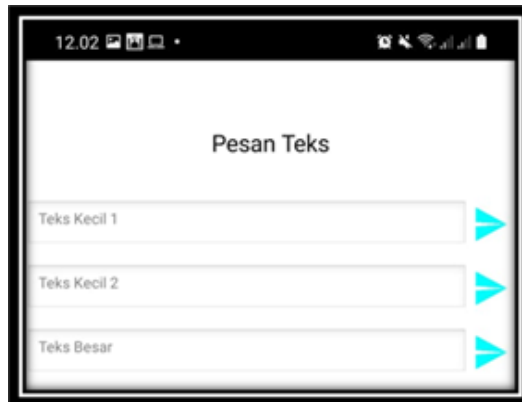 12.02
Pesan Teks
Teks Kecil 1
Teks Kecil 2
Teks Besar